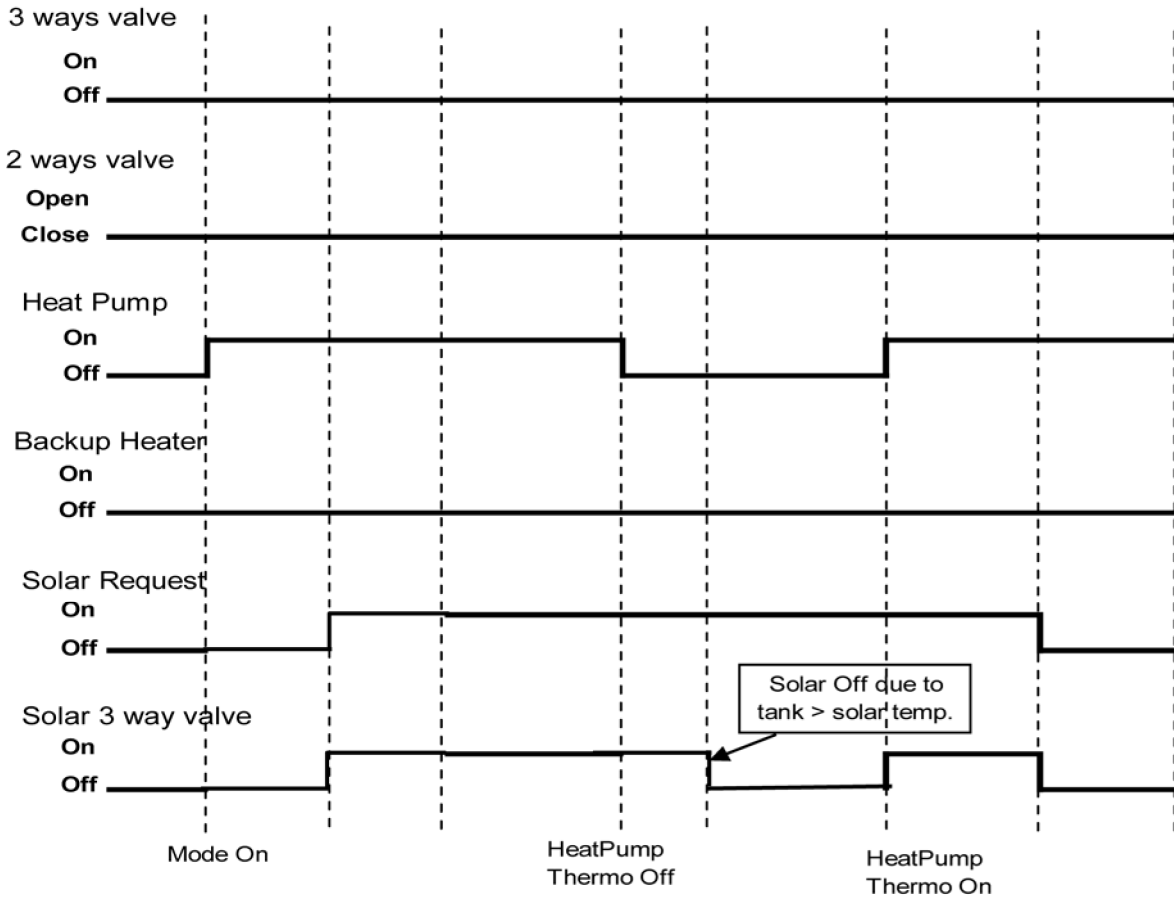 3 ways valve
On
Off
2 ways valve
Open
Close
Heat Pump
On
Off
Backup Heater
On
Off
Solar Request
On
Off
Solar Off due to
tank > solar temp.
Solar 3 way valve
On
Off
Mode On
HeatPump
Thermo Off
HeatPump
Thermo On